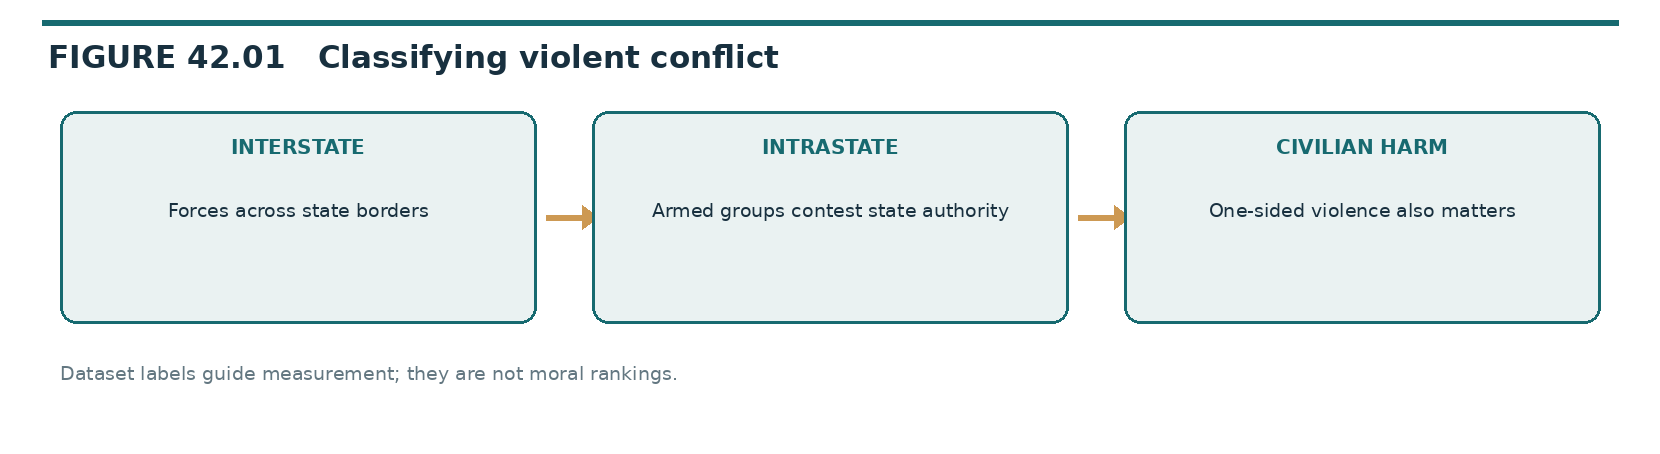 FIGURE 42.01 Classifying violent conflict
INTERSTATE
Forces across state borders
INTRASTATE
Armed groups contest state authority
CIVILIAN HARM
One-sided violence also matters
Dataset labels guide measurement; they are not moral rankings.